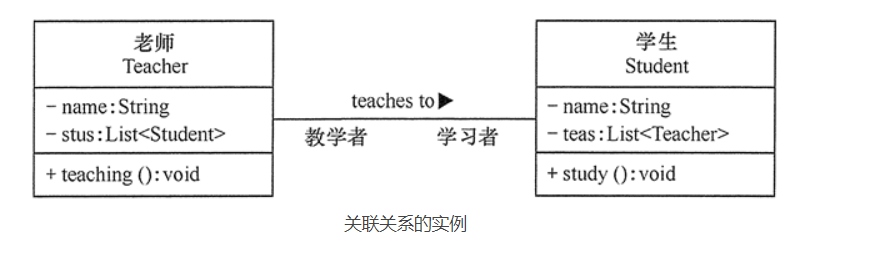 老师
Teacher
- name:String
- stus:List<Student>
+ teaching():void
teaches to▶
教学者
学习者
学生
Student
- name:String
- teas:List<Teacher>
+ study():void
关联关系的实例